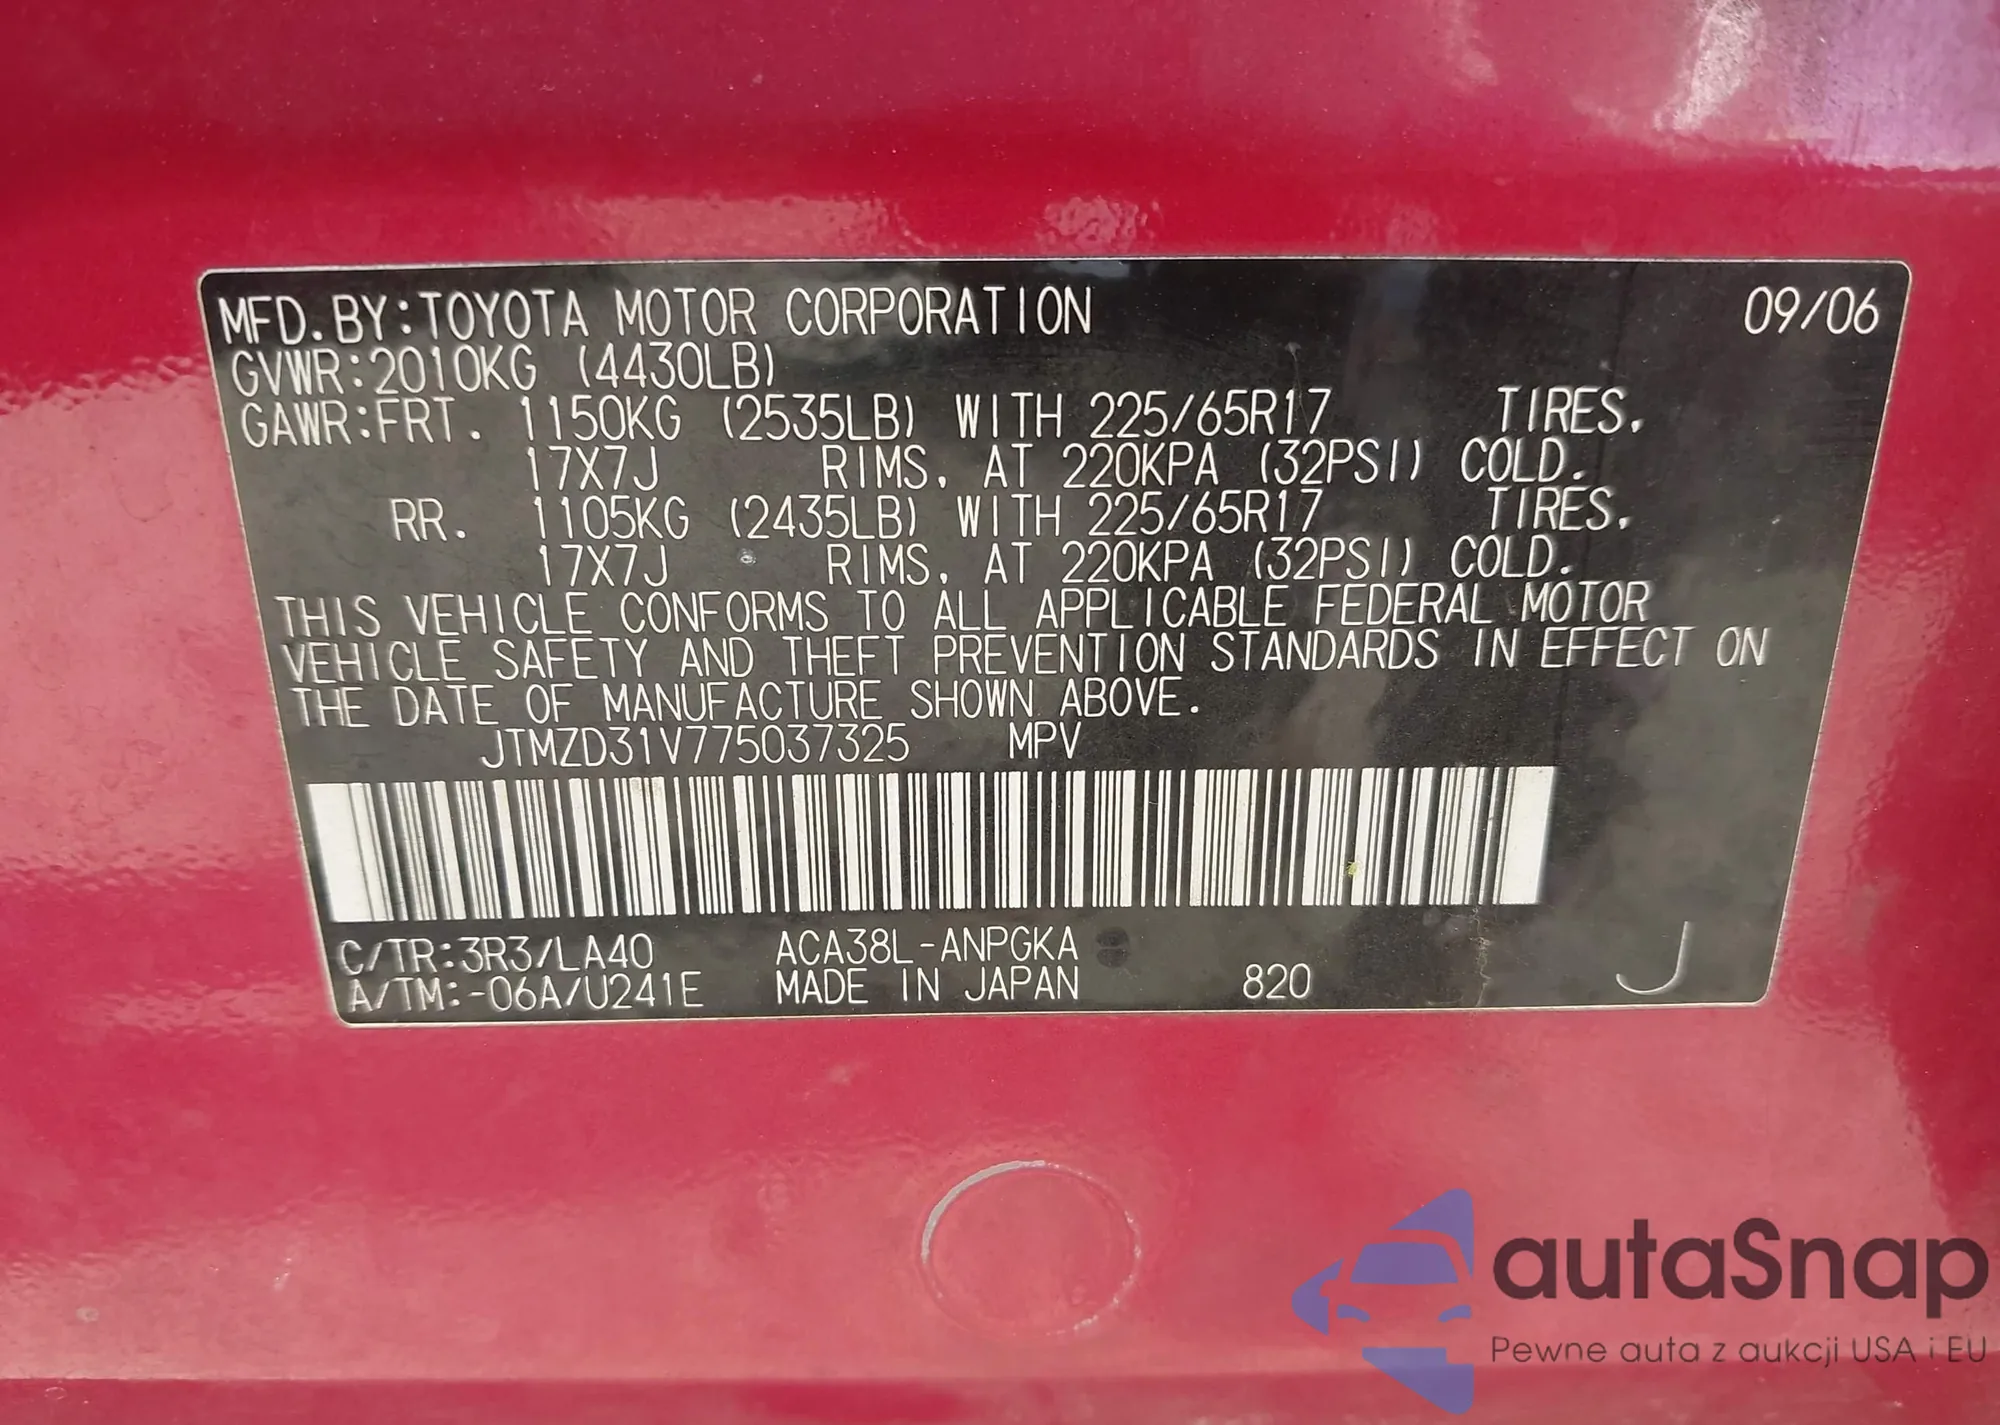 MFD. BY:TOYOTA MOTOR CORPORATION 09/06
GVWR:2010KG (4430LB)
GAWR:FRT. 1150KG (2535LB) WITH 225/65R17 TIRES,
17X7J RIMS, AT 220KPA (32PSI) COLD.
RR. 1105KG (2435LB) WITH 225/65R17 TIRES,
17X7J RIMS, AT 220KPA (32PSI) COLD.
THIS VEHICLE CONFORMS TO ALL APPLICABLE FEDERAL MOTOR
VEHICLE SAFETY AND THEFT PREVENTION STANDARDS IN EFFECT ON
THE DATE OF MANUFACTURE SHOWN ABOVE.
JTMZD31V775037325 MPV
C/TR:3R3/LA40 ACA38L-ANPGKA
A/TM:-06A/U241E MADE IN JAPAN 820 J
autaSnap
Pewne auta z aukcji USA i EU